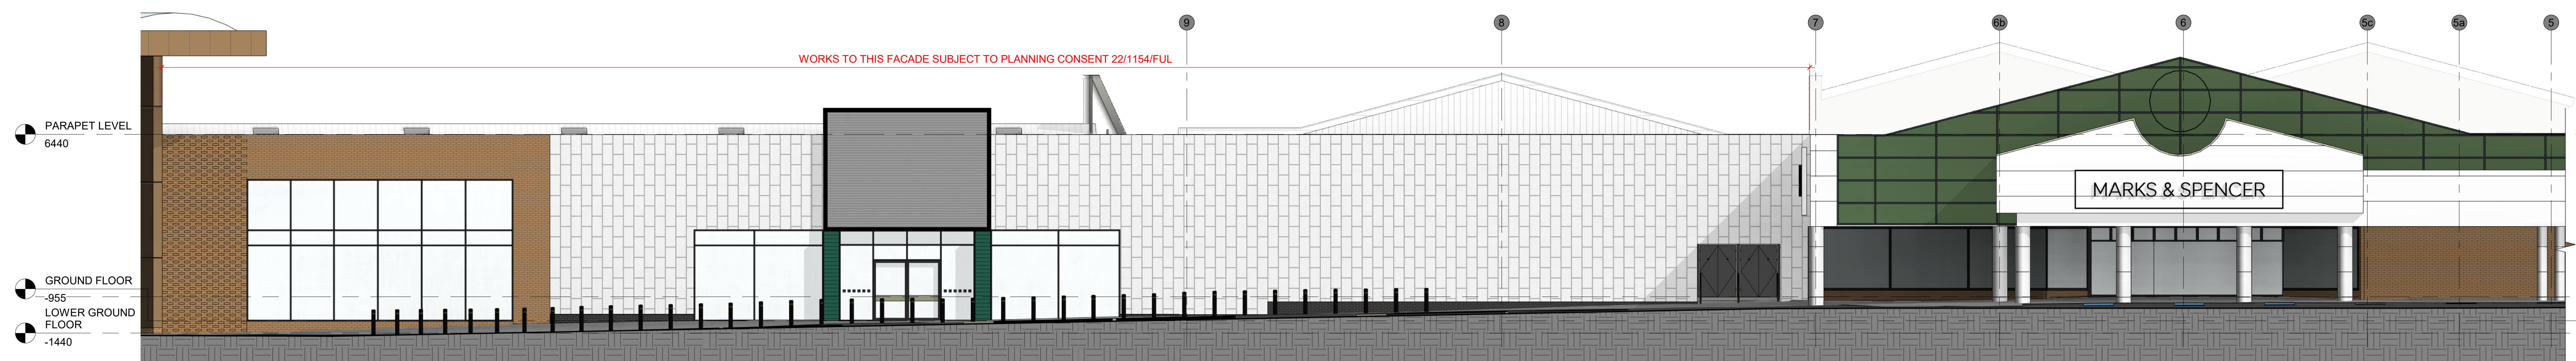 9
8
7
6b
6
5c
5a
5
WORKS TO THIS FACADE SUBJECT TO PLANNING CONSENT 22/1154/FUL
PARAPET LEVEL
6440
MARKS & SPENCER
GROUND FLOOR
-955
LOWER GROUND
FLOOR
-1440